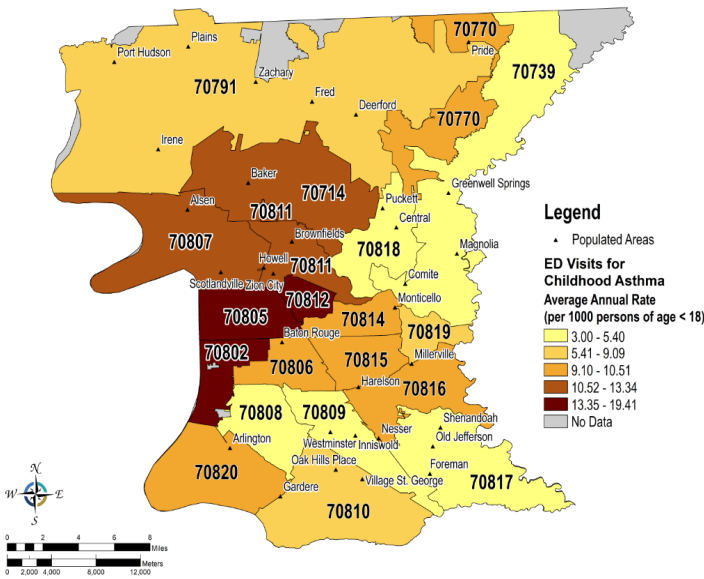 70770
Plains
Port Hudson
Pride
70739
Zachary
70791
Fred
Deerford
70770
Irene
Baker
70714
Greenwell Springs
Alsen
70811
Puckett
Central
70807
Brownfields
70818
Magnolia
Howell
70811
Scotlandville
Zion City
Comite
70812
Monticello
70805
70814
70819
Baton Rouge
70802
70815
Millerville
70806
Harelson
70816
70808
70809
Shenandoah
Nesser
Old Jefferson
Arlington
Westminster
Inniswold
Oak Hills Place
Foreman
70820
Village St. George
70817
Gardere
70810
Legend
Populated Areas
ED Visits for
Childhood Asthma
Average Annual Rate
(per 1000 persons of age < 18)
3.00 - 5.40
5.41 - 9.09
9.10 - 10.51
10.52 - 13.34
13.35 - 19.41
No Data
N
W
E
S
0 2 4 6 8
Miles
Meters
0 2,000 4,000 8,000 12,000